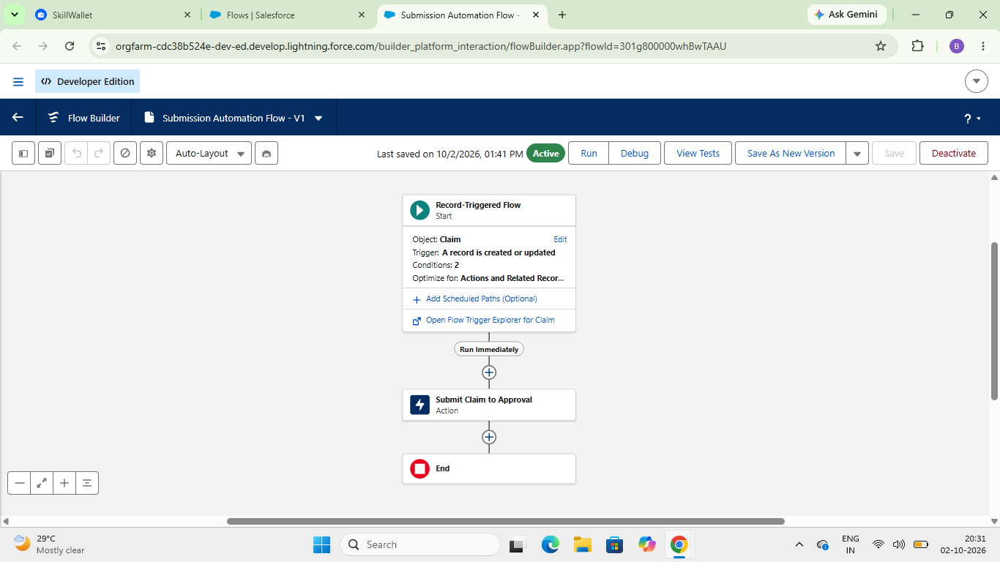 SkillWallet
Flows | Salesforce
Submission Automation Flow -
Ask Gemini
orgfarm-cdc38b524e-dev-ed.develop.lightning.force.com/builder_platform_interaction/flowBuilder.app?flowId=301g800000whBwTAAU
B
Developer Edition
Flow Builder
Submission Automation Flow - V1
?
Auto-Layout
Last saved on 10/2/2026, 01:41 PM
Active
Run
Debug
View Tests
Save As New Version
Save
Deactivate
Record-Triggered Flow
Start
Object: Claim
Edit
Trigger: A record is created or updated
Conditions: 2
Optimize for: Actions and Related Recor...
Add Scheduled Paths (Optional)
Open Flow Trigger Explorer for Claim
Run Immediately
Submit Claim to Approval
Action
End
29°C
Mostly clear
Search
ENG
IN
20:31
02-10-2026